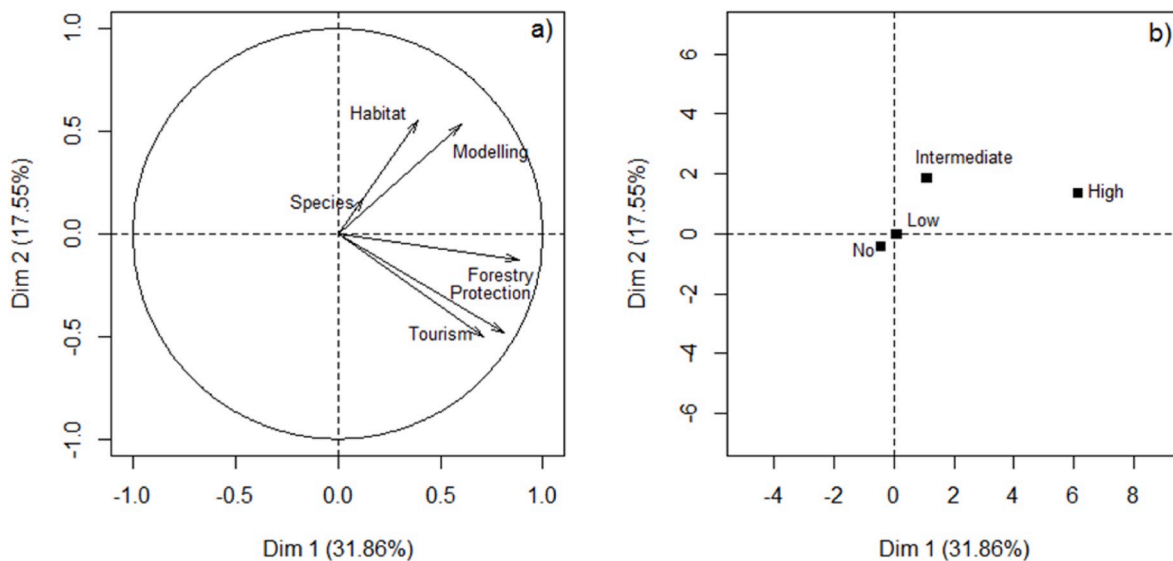 a)
1.0
0.5
0.0
-0.5
-1.0
Dim 2 (17.55%)
Habitat
Modelling
Species
Forestry
Protection
Tourism
-1.0 -0.5 0.0 0.5 1.0
Dim 1 (31.86%)
b)
6
4
2
0
-2
-4
-6
Dim 2 (17.55%)
Intermediate
High
Low
No
-4 -2 0 2 4 6 8
Dim 1 (31.86%)